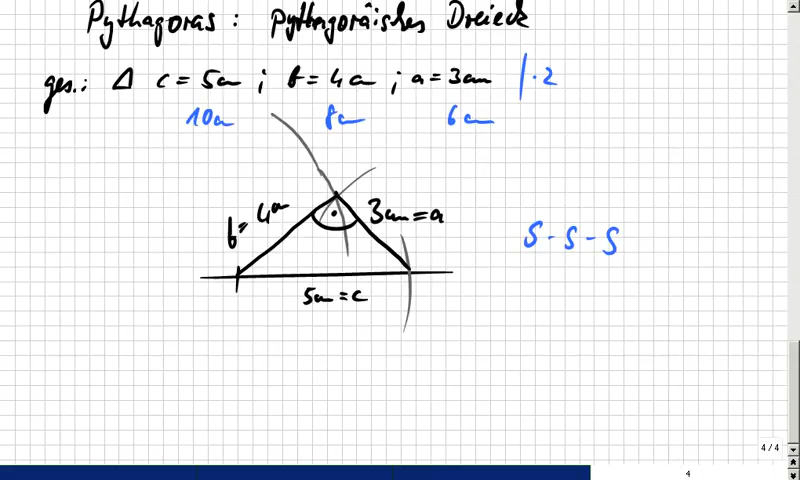 Pythagoras : pythagoräisches Dreieck
ges.: Δ c = 5cm ; b = 4cm ; a = 3cm | · 2
10cm 8cm 6cm
b = 4cm
3cm = a
S - S - S
5cm = c
4 / 4
4